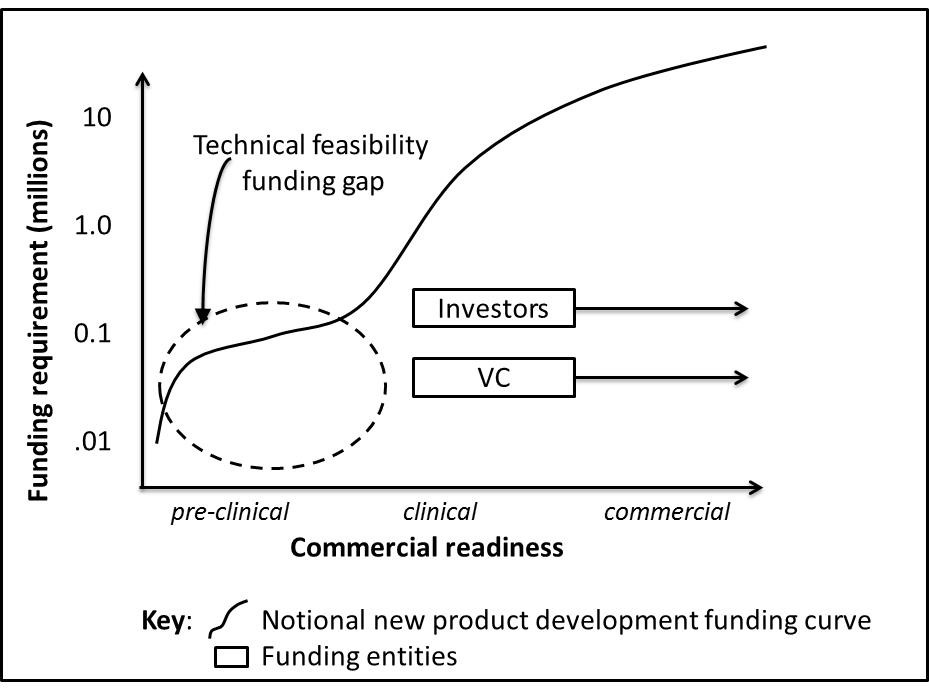 Funding requirement (millions)
10
1.0
0.1
.01
Technical feasibility
funding gap
Investors
VC
pre-clinical clinical commercial
Commercial readiness
Key: Notional new product development funding curve
Funding entities